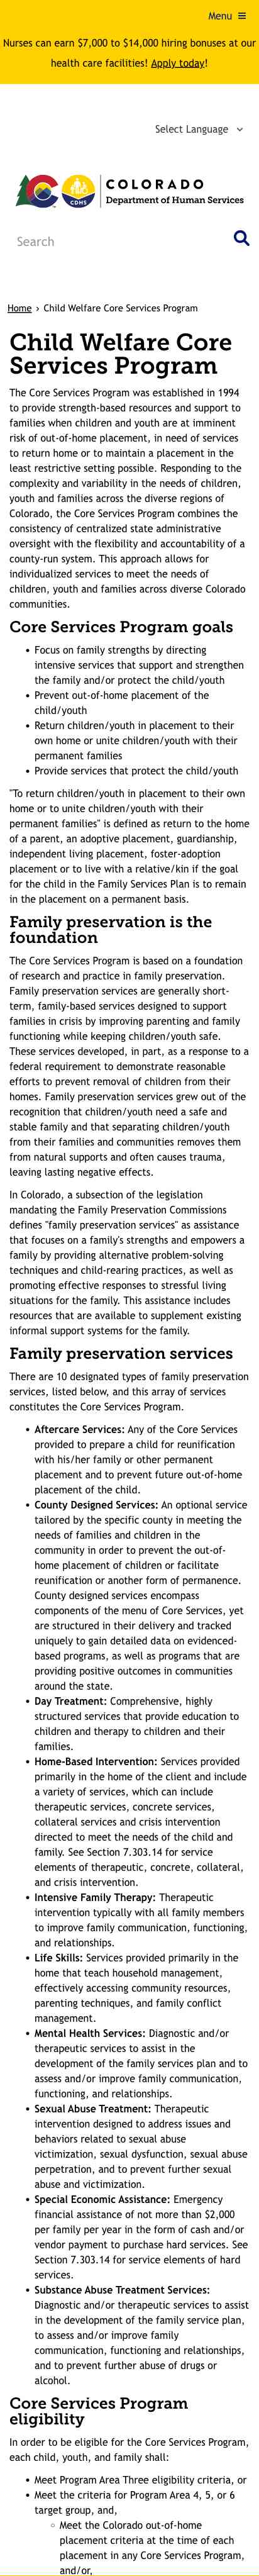 Menu ≡
Nurses can earn $7,000 to $14,000 hiring bonuses at our
health care facilities! Apply today!
Select Language
C CDHS COLORADO
Department of Human Services
Search
Home › Child Welfare Core Services Program
Child Welfare Core
Services Program
The Core Services Program was established in 1994
to provide strength-based resources and support to
families when children and youth are at imminent
risk of out-of-home placement, in need of services
to return home or to maintain a placement in the
least restrictive setting possible. Responding to the
complexity and variability in the needs of children,
youth and families across the diverse regions of
Colorado, the Core Services Program combines the
consistency of centralized state administrative
oversight with the flexibility and accountability of a
county-run system. This approach allows for
individualized services to meet the needs of
children, youth and families across diverse Colorado
communities.
Core Services Program goals
• Focus on family strengths by directing
intensive services that support and strengthen
the family and/or protect the child/youth
• Prevent out-of-home placement of the
child/youth
• Return children/youth in placement to their
own home or unite children/youth with their
permanent families
• Provide services that protect the child/youth
"To return children/youth in placement to their own
home or to unite children/youth with their
permanent families" is defined as return to the home
of a parent, an adoptive placement, guardianship,
independent living placement, foster-adoption
placement or to live with a relative/kin if the goal
for the child in the Family Services Plan is to remain
in the placement on a permanent basis.
Family preservation is the
foundation
The Core Services Program is based on a foundation
of research and practice in family preservation.
Family preservation services are generally short-
term, family-based services designed to support
families in crisis by improving parenting and family
functioning while keeping children/youth safe.
These services developed, in part, as a response to a
federal requirement to demonstrate reasonable
efforts to prevent removal of children from their
homes. Family preservation services grew out of the
recognition that children/youth need a safe and
stable family and that separating children/youth
from their families and communities removes them
from natural supports and often causes trauma,
leaving lasting negative effects.
In Colorado, a subsection of the legislation
mandating the Family Preservation Commissions
defines "family preservation services" as assistance
that focuses on a family's strengths and empowers a
family by providing alternative problem-solving
techniques and child-rearing practices, as well as
promoting effective responses to stressful living
situations for the family. This assistance includes
resources that are available to supplement existing
informal support systems for the family.
Family preservation services
There are 10 designated types of family preservation
services, listed below, and this array of services
constitutes the Core Services Program.
• Aftercare Services: Any of the Core Services
provided to prepare a child for reunification
with his/her family or other permanent
placement and to prevent future out-of-home
placement of the child.
• County Designed Services: An optional service
tailored by the specific county in meeting the
needs of families and children in the
community in order to prevent the out-of-
home placement of children or facilitate
reunification or another form of permanence.
County designed services encompass
components of the menu of Core Services, yet
are structured in their delivery and tracked
uniquely to gain detailed data on evidenced-
based programs, as well as programs that are
providing positive outcomes in communities
around the state.
• Day Treatment: Comprehensive, highly
structured services that provide education to
children and therapy to children and their
families.
• Home-Based Intervention: Services provided
primarily in the home of the client and include
a variety of services, which can include
therapeutic services, concrete services,
collateral services and crisis intervention
directed to meet the needs of the child and
family. See Section 7.303.14 for service
elements of therapeutic, concrete, collateral,
and crisis intervention.
• Intensive Family Therapy: Therapeutic
intervention typically with all family members
to improve family communication, functioning,
and relationships.
• Life Skills: Services provided primarily in the
home that teach household management,
effectively accessing community resources,
parenting techniques, and family conflict
management.
• Mental Health Services: Diagnostic and/or
therapeutic services to assist in the
development of the family services plan and to
assess and/or improve family communication,
functioning, and relationships.
• Sexual Abuse Treatment: Therapeutic
intervention designed to address issues and
behaviors related to sexual abuse
victimization, sexual dysfunction, sexual abuse
perpetration, and to prevent further sexual
abuse and victimization.
• Special Economic Assistance: Emergency
financial assistance of not more than $2,000
per family per year in the form of cash and/or
vendor payment to purchase hard services. See
Section 7.303.14 for service elements of hard
services.
• Substance Abuse Treatment Services:
Diagnostic and/or therapeutic services to assist
in the development of the family service plan,
to assess and/or improve family
communication, functioning and relationships,
and to prevent further abuse of drugs or
alcohol.
Core Services Program
eligibility
In order to be eligible for the Core Services Program,
each child, youth, and family shall:
• Meet Program Area Three eligibility criteria, or
• Meet the criteria for Program Area 4, 5, or 6
target group, and,
◦ Meet the Colorado out-of-home
placement criteria at the time of each
placement in any Core Services Program,
and/or,